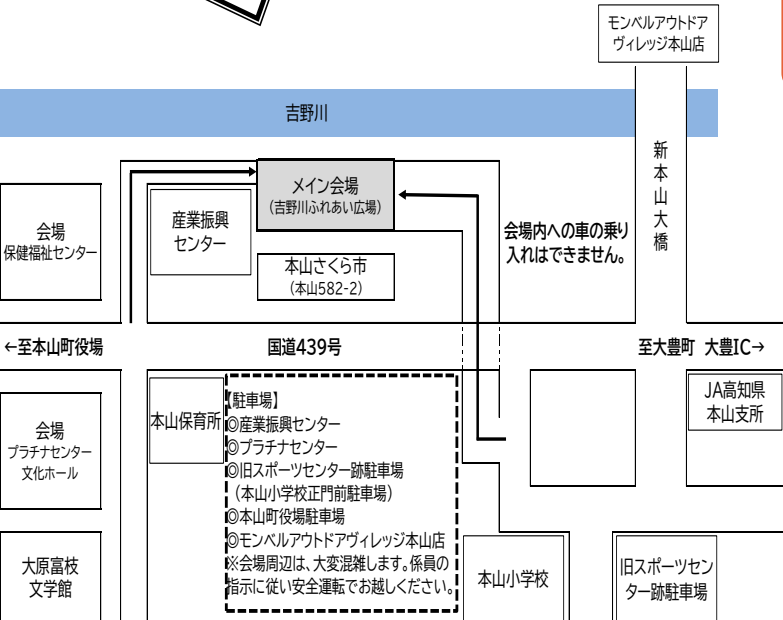 モンベルアウトドア
ヴィレッジ本山店
吉野川
新本山大橋
メイン会場
(吉野川ふれあい広場)
会場
保健福祉センター
産業振興
センター
会場内への車の乗り
入れはできません。
本山さくら市
(本山582-2)
←至本山町役場
国道439号
至大豊町 大豊IC→
本山保育所
【駐車場】
◎産業振興センター
◎プラチナセンター
◎旧スポーツセンター跡駐車場
(本山小学校正門前駐車場)
◎本山町役場駐車場
◎モンベルアウトドアヴィレッジ本山店
※会場周辺は、大変混雑します。係員の
指示に従い安全運転でお越しください。
JA高知県
本山支所
会場
プラチナセンター
文化ホール
大原富枝
文学館
本山小学校
旧スポーツセン
ター跡駐車場